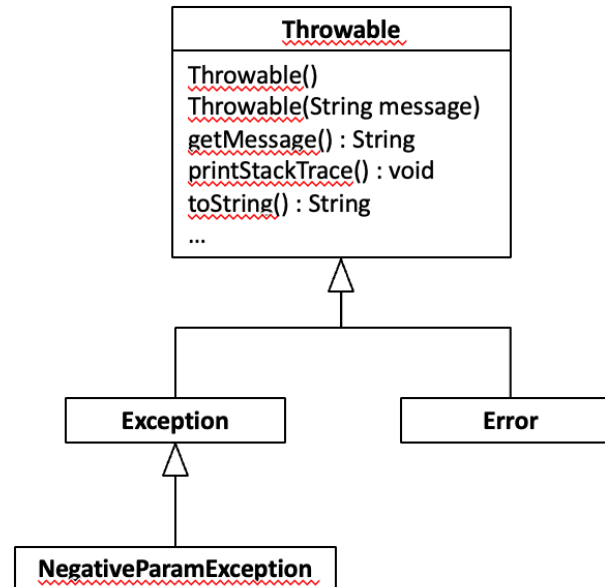 Throwable
Throwable()
Throwable(String message)
getMessage() : String
printStackTrace() : void
toString() : String
...
Exception
Error
NegativeParamException